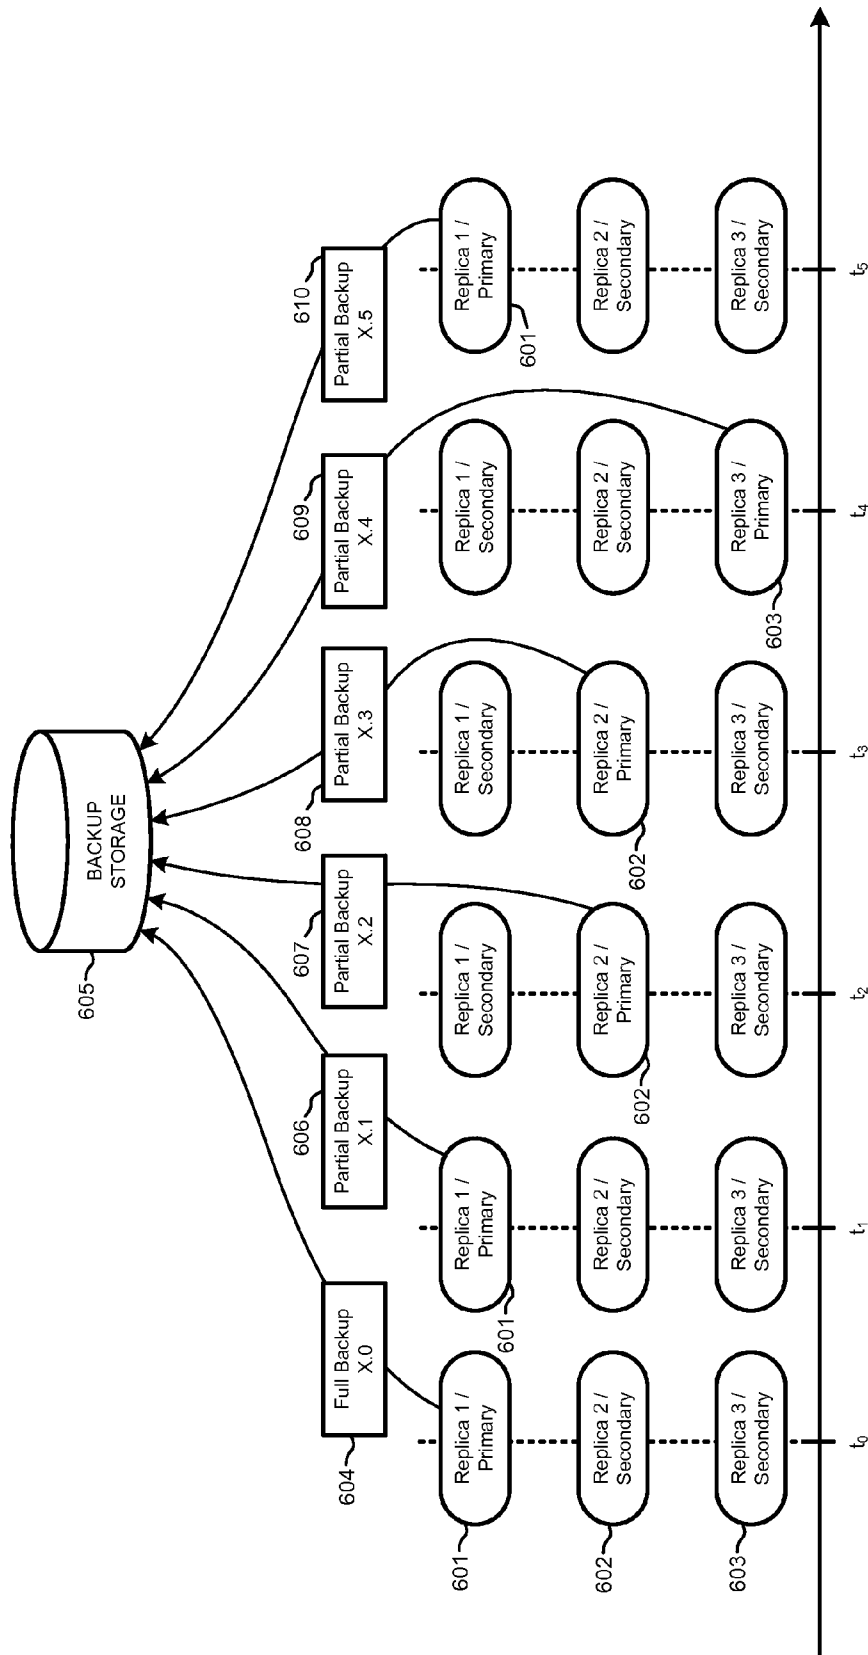 BACKUP
STORAGE
605
604
Full Backup
X.0
606
Partial Backup
X.1
607
Partial Backup
X.2
608
Partial Backup
X.3
609
Partial Backup
X.4
610
Partial Backup
X.5
601
Replica 1 /
Primary
601
Replica 1 /
Primary
Replica 1 /
Secondary
Replica 1 /
Secondary
Replica 1 /
Secondary
Replica 1 /
Primary
601
602
Replica 2 /
Secondary
Replica 2 /
Secondary
602
Replica 2 /
Primary
602
Replica 2 /
Primary
Replica 2 /
Secondary
Replica 2 /
Secondary
603
Replica 3 /
Secondary
Replica 3 /
Secondary
Replica 3 /
Secondary
Replica 3 /
Secondary
603
Replica 3 /
Primary
Replica 3 /
Secondary
t0
t1
t2
t3
t4
t5